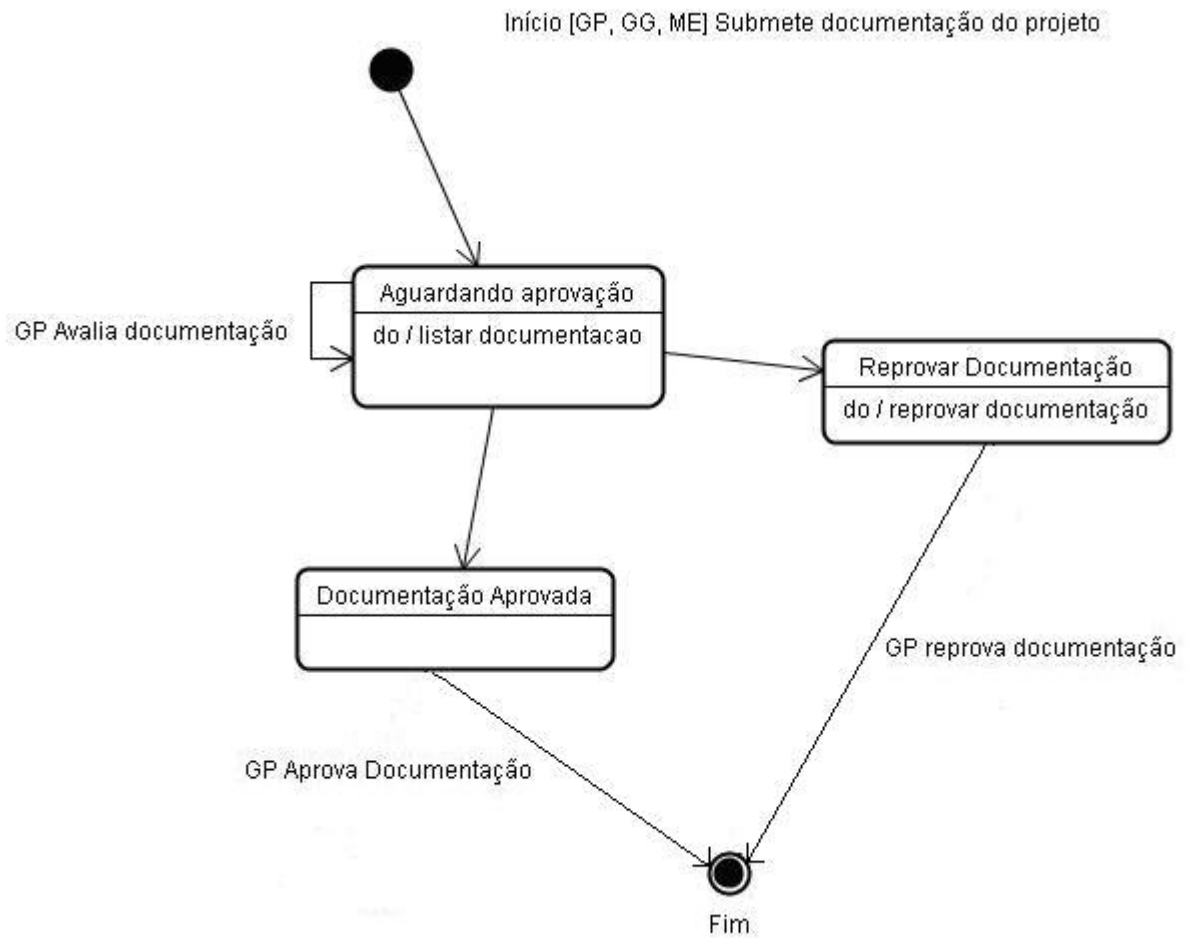 Início [GP, GG, ME] Submete documentação do projeto
Aguardando aprovação
do / listar documentacao
GP Avalia documentação
Reprovar Documentação
do / reprovar documentação
Documentação Aprovada
GP reprova documentação
GP Aprova Documentação
Fim